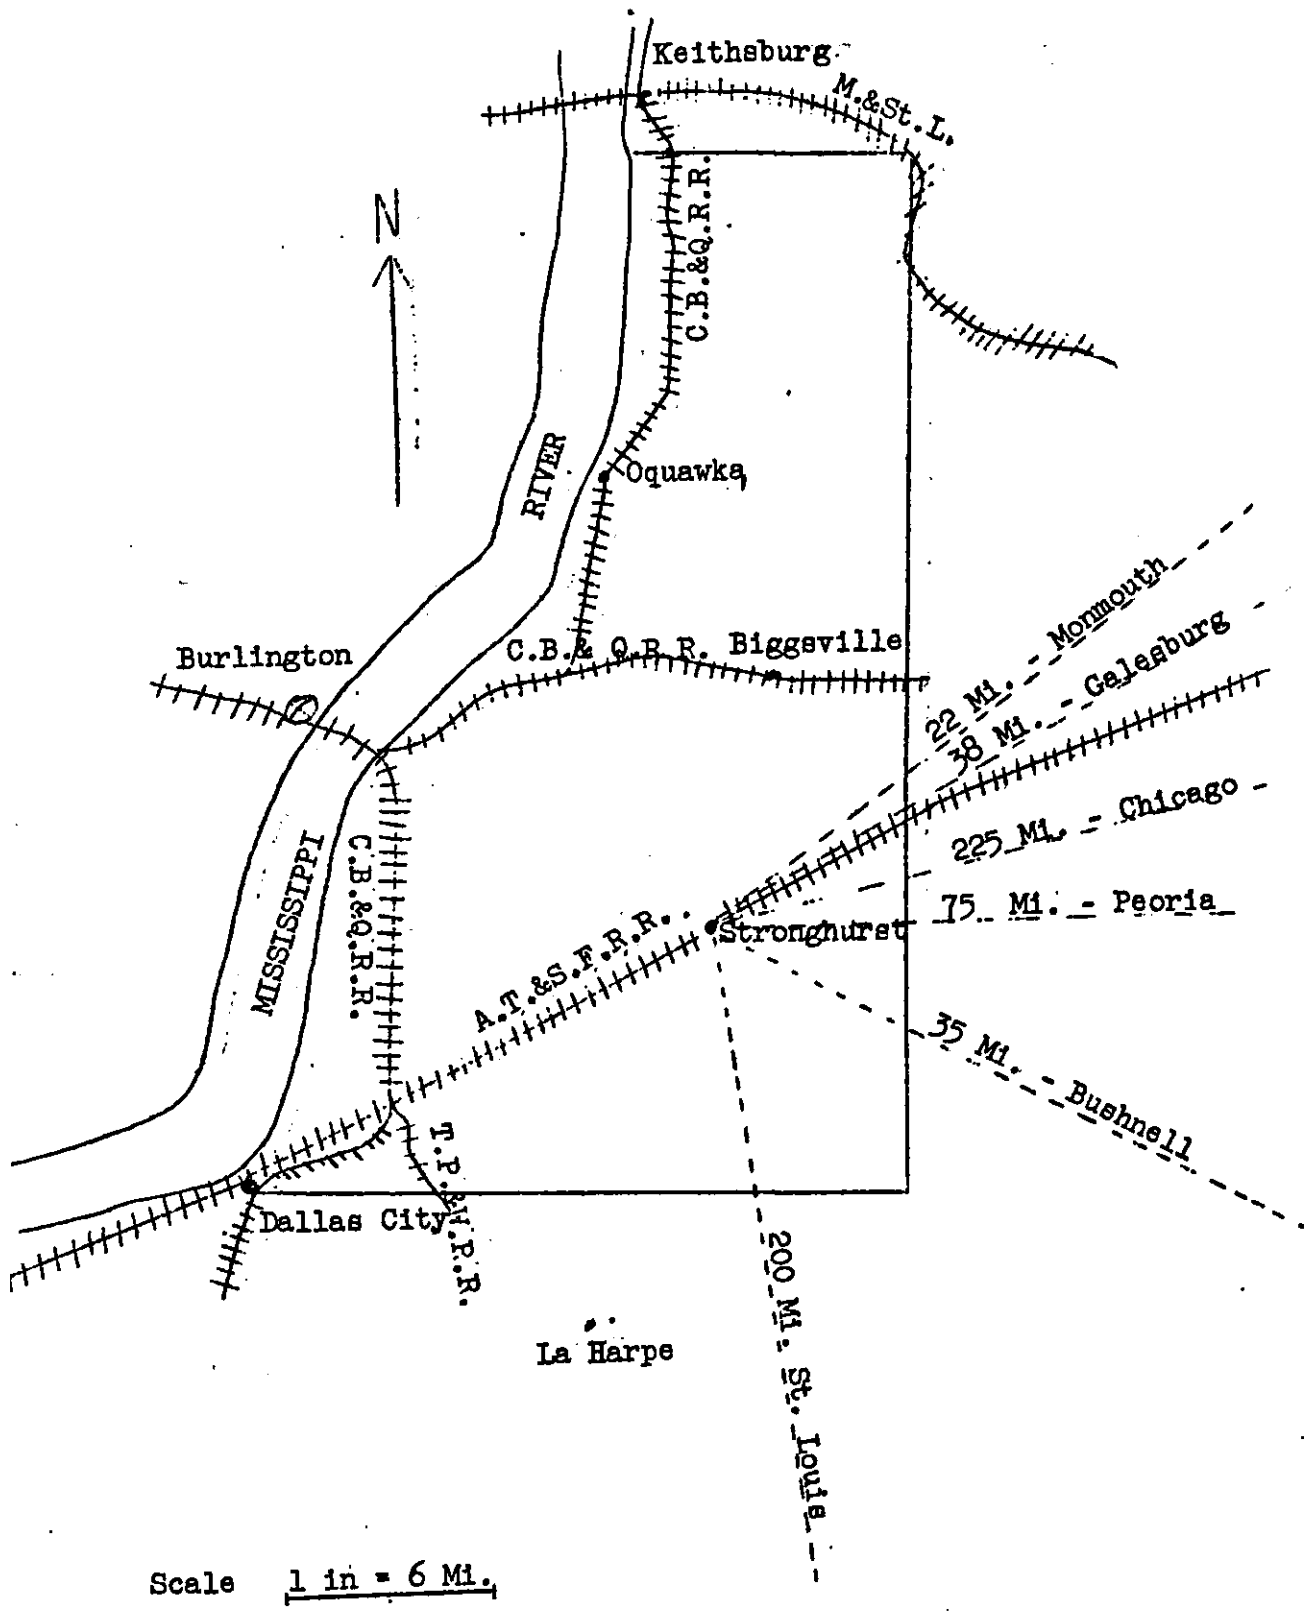 Keithsburg
M.&St.L.
N
C.B.&Q.R.R.
RIVER
Oquawka
Burlington
C.B.& Q.R.R. Biggsville
22 Mi. - Monmouth
38 Mi. - Galesburg
225 Mi. - Chicago
MISSISSIPPI
C.B.&Q.R.R.
A.T.&S.F.R.R.
Stronghurst
75 Mi. - Peoria
35 Mi. - Bushnell
T.P.&W.R.R.
Dallas City
200 Mi. St. Louis
La Harpe
Scale 1 in = 6 Mi.